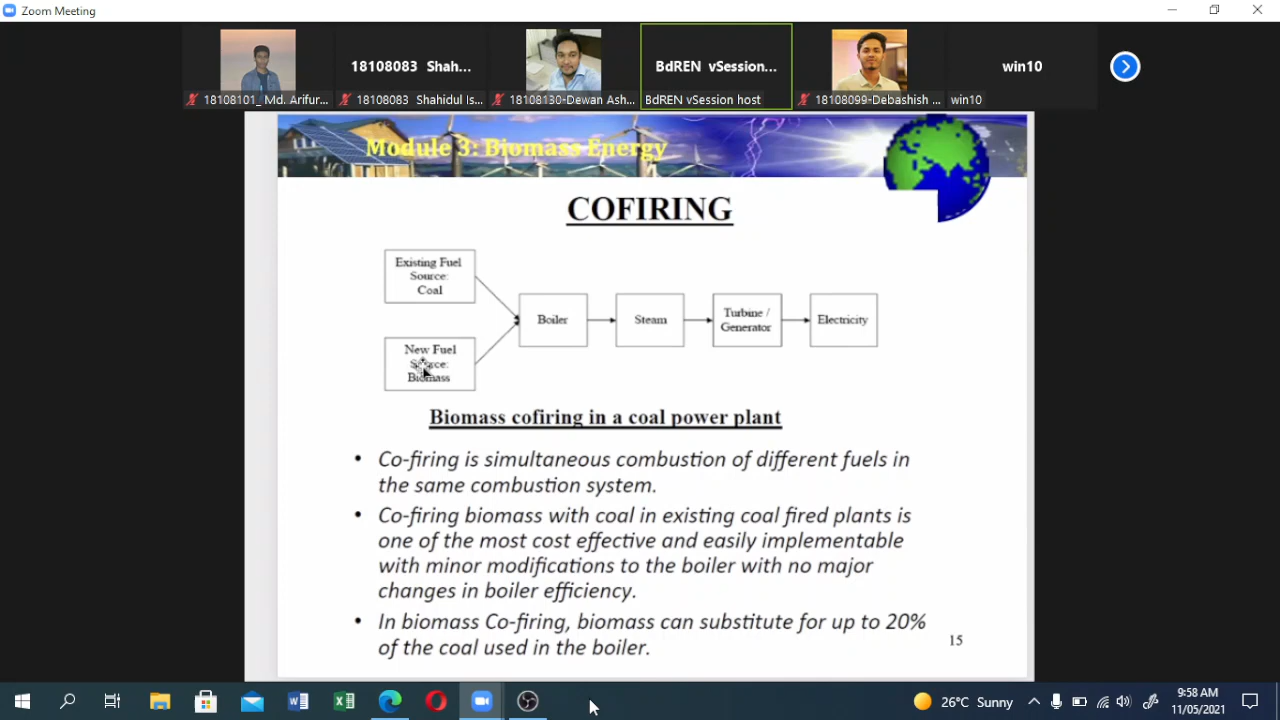 Zoom Meeting
18108083 Shah...
BdREN vSession...
win10
18108101_ Md. Arifur...
18108083 Shahidul Is...
18108130-Dewan Ash...
BdREN vSession host
18108099-Debashish ...
win10
Module 3: Biomass Energy
COFIRING
Existing Fuel
Source:
Coal
New Fuel
Source:
Biomass
Boiler
Steam
Turbine /
Generator
Electricity
Biomass cofiring in a coal power plant
• Co-firing is simultaneous combustion of different fuels in
the same combustion system.
• Co-firing biomass with coal in existing coal fired plants is
one of the most cost effective and easily implementable
with minor modifications to the boiler with no major
changes in boiler efficiency.
• In biomass Co-firing, biomass can substitute for up to 20%
of the coal used in the boiler.
15
26°C Sunny
9:58 AM
11/05/2021